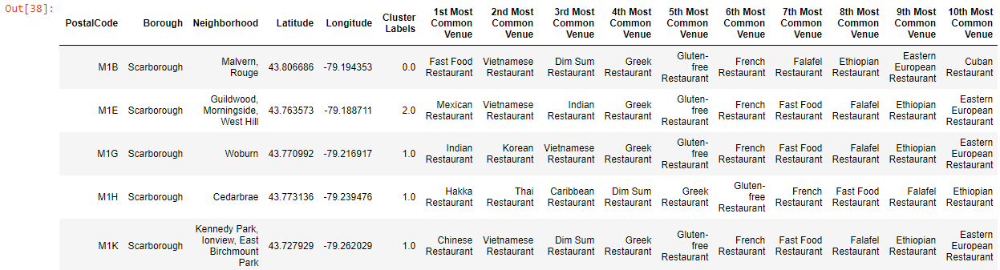 Out[38]:
PostalCode Borough Neighborhood Latitude Longitude Cluster Labels 1st Most Common Venue 2nd Most Common Venue 3rd Most Common Venue 4th Most Common Venue 5th Most Common Venue 6th Most Common Venue 7th Most Common Venue 8th Most Common Venue 9th Most Common Venue 10th Most Common Venue
M1B Scarborough Malvern, Rouge 43.806686 -79.194353 0.0 Fast Food Restaurant Vietnamese Restaurant Dim Sum Restaurant Greek Restaurant Gluten-free Restaurant French Restaurant Falafel Restaurant Ethiopian Restaurant Eastern European Restaurant Cuban Restaurant
M1E Scarborough Guildwood, Morningside, West Hill 43.763573 -79.188711 2.0 Mexican Restaurant Vietnamese Restaurant Indian Restaurant Greek Restaurant Gluten-free Restaurant French Restaurant Fast Food Restaurant Falafel Restaurant Ethiopian Restaurant Eastern European Restaurant
M1G Scarborough Woburn 43.770992 -79.216917 1.0 Indian Restaurant Korean Restaurant Vietnamese Restaurant Greek Restaurant Gluten-free Restaurant French Restaurant Fast Food Restaurant Falafel Restaurant Ethiopian Restaurant Eastern European Restaurant
M1H Scarborough Cedarbrae 43.773136 -79.239476 1.0 Hakka Restaurant Thai Restaurant Caribbean Restaurant Dim Sum Restaurant Greek Restaurant Gluten-free Restaurant French Restaurant Fast Food Restaurant Falafel Restaurant Ethiopian Restaurant
M1K Scarborough Kennedy Park, Ionview, East Birchmount Park 43.727929 -79.262029 1.0 Chinese Restaurant Vietnamese Restaurant Dim Sum Restaurant Greek Restaurant Gluten-free Restaurant French Restaurant Fast Food Restaurant Falafel Restaurant Ethiopian Restaurant Eastern European Restaurant